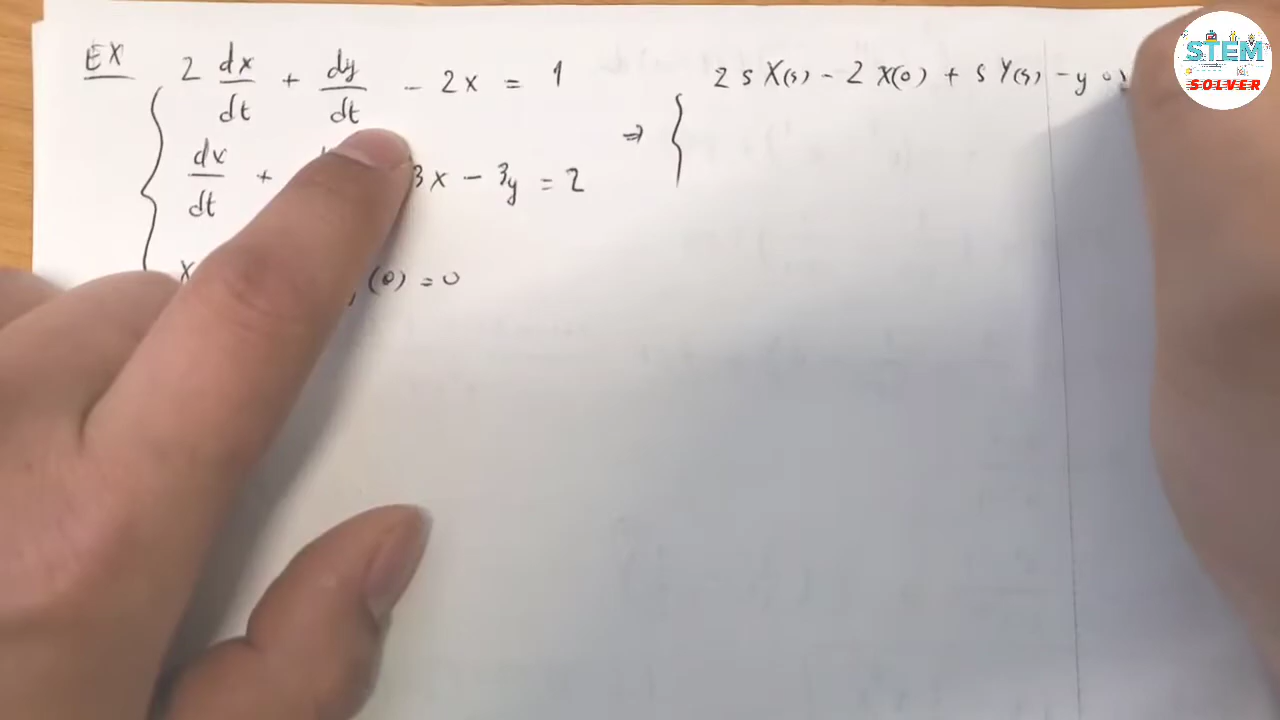 EX
2 dx/dt + dy/dt - 2x = 1
dx/dt + 3x - 3y = 2
x (0) = 0
⇒ { 2 s X(s) - 2 x(0) + s Y(s) - y 0)
STEM
SOLVER